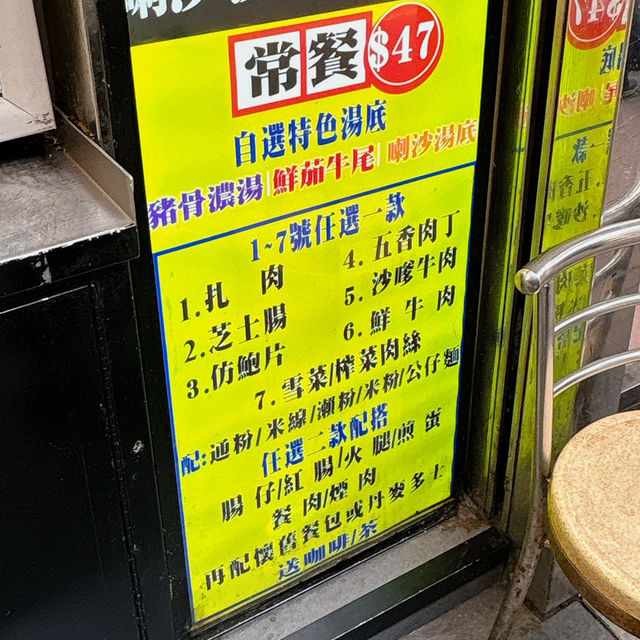 喇沙
常餐 $47
自選特色湯底
豬骨濃湯|鮮茄牛尾|喇沙湯底
1~7號任選一款
1.扎 肉
2.芝士腸
3.仿鮑片
4.五香肉丁
5.沙嗲牛肉
6.鮮牛肉
7.雪菜/榨菜肉絲
配:通粉/米線/瀨粉/米粉/公仔麵
任選二款配搭
腸仔/紅腸/火腿/煎蛋
餐肉/煙肉
再配懷舊餐包或丹麥多士
送咖啡/茶